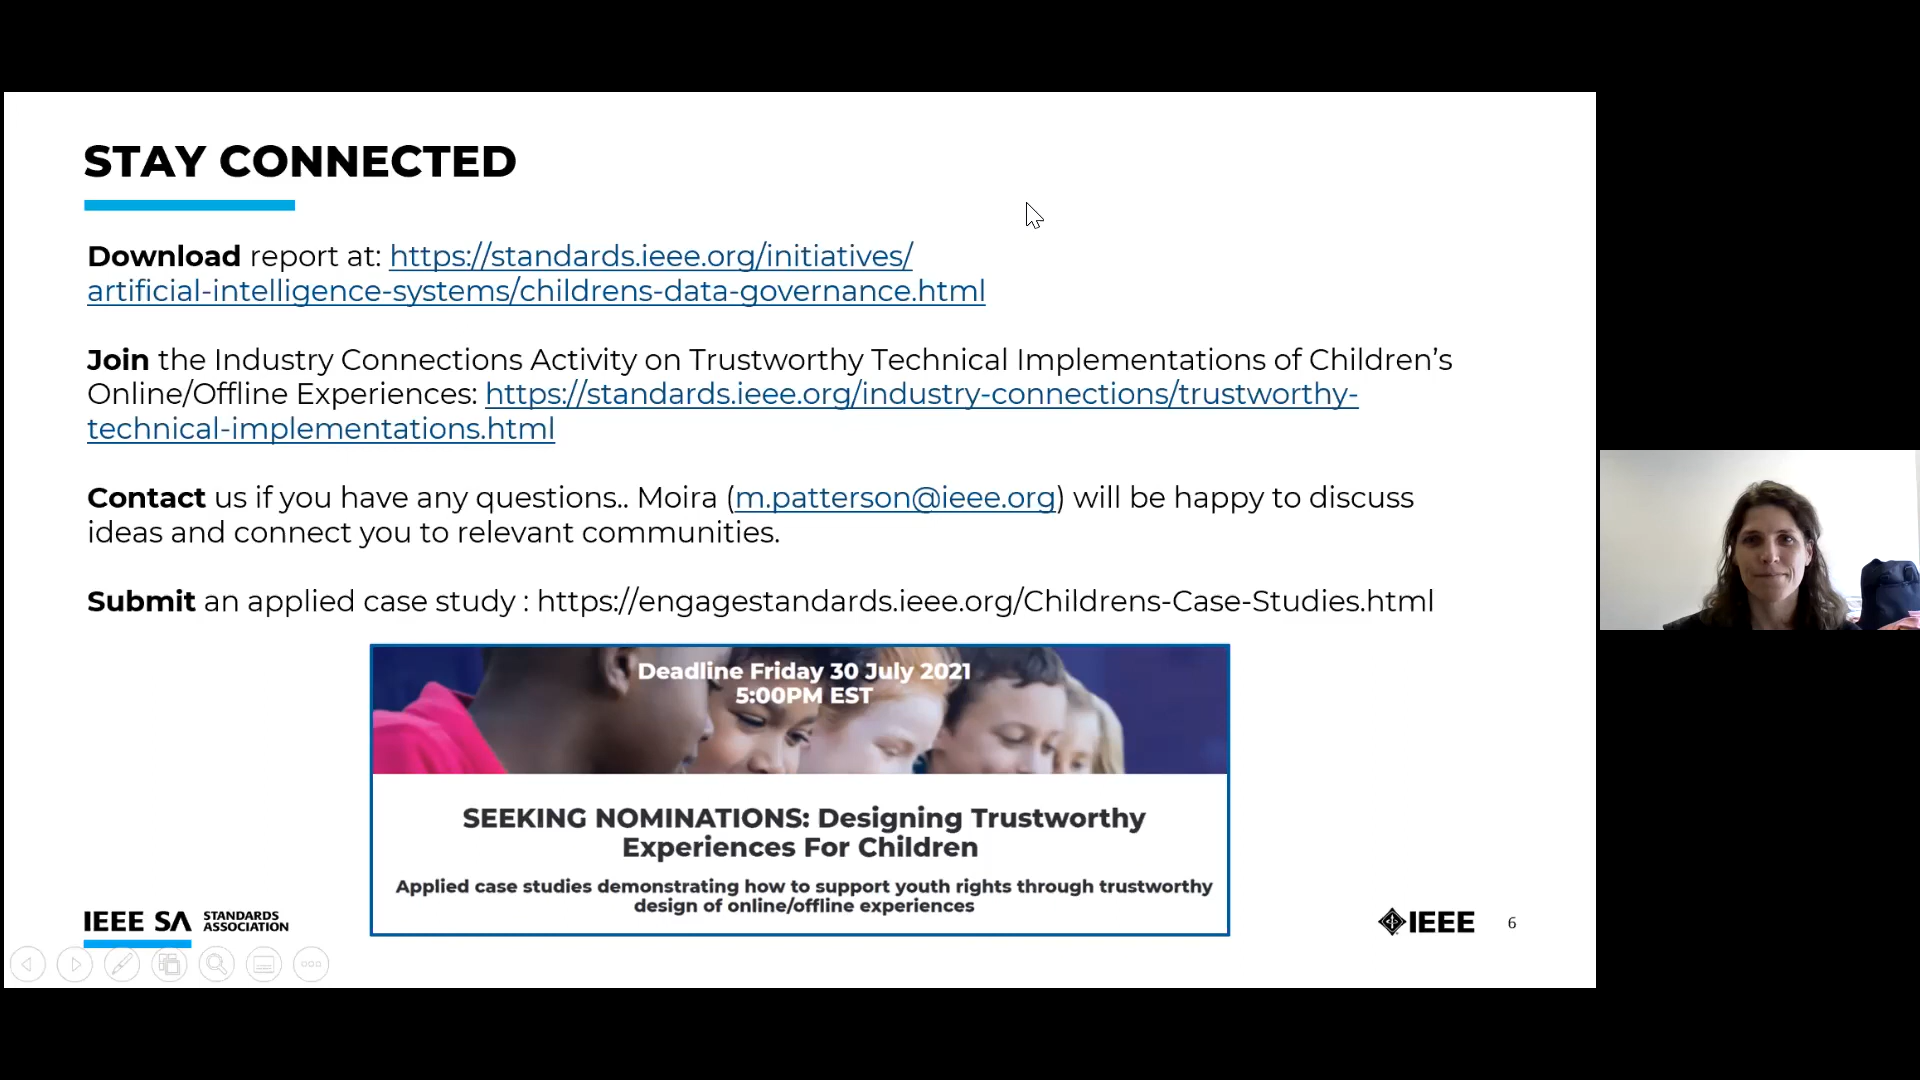 STAY CONNECTED
Download report at: https://standards.ieee.org/initiatives/
artificial-intelligence-systems/childrens-data-governance.html
Join the Industry Connections Activity on Trustworthy Technical Implementations of Children’s
Online/Offline Experiences: https://standards.ieee.org/industry-connections/trustworthy-
technical-implementations.html
Contact us if you have any questions.. Moira (m.patterson@ieee.org) will be happy to discuss
ideas and connect you to relevant communities.
Submit an applied case study : https://engagestandards.ieee.org/Childrens-Case-Studies.html
Deadline Friday 30 July 2021
5:00PM EST
SEEKING NOMINATIONS: Designing Trustworthy
Experiences For Children
Applied case studies demonstrating how to support youth rights through trustworthy
design of online/offline experiences
IEEE SA STANDARDS
ASSOCIATION
IEEE
6